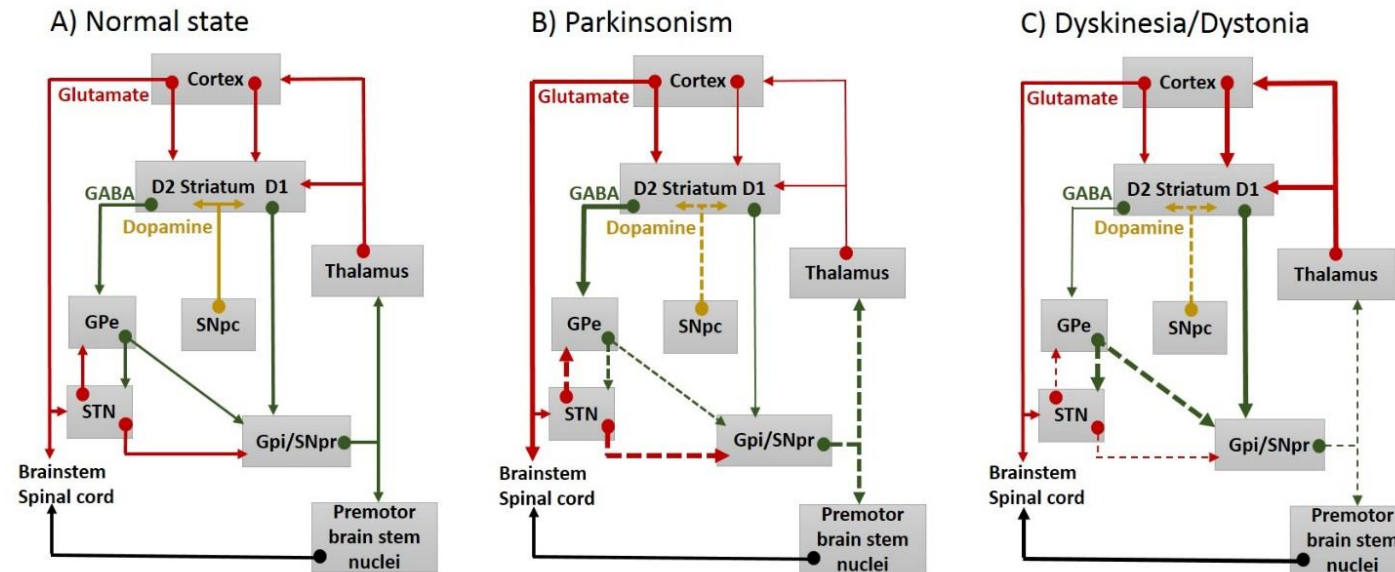 A) Normal state
Cortex
Glutamate
D2 Striatum D1
GABA
Dopamine
Thalamus
GPe
SNpc
STN
Gpi/SNpr
Brainstem
Spinal cord
Premotor
brain stem
nuclei
B) Parkinsonism
Cortex
Glutamate
D2 Striatum D1
GABA
Dopamine
Thalamus
GPe
SNpc
STN
Gpi/SNpr
Brainstem
Spinal cord
Premotor
brain stem
nuclei
C) Dyskinesia/Dystonia
Cortex
Glutamate
D2 Striatum D1
GABA
Dopamine
Thalamus
GPe
SNpc
STN
Gpi/SNpr
Brainstem
Spinal cord
Premotor
brain stem
nuclei